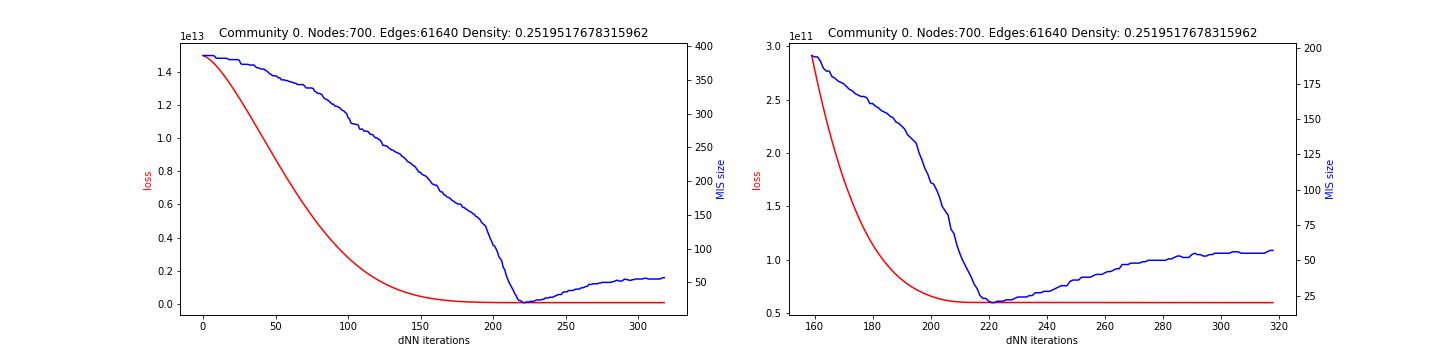 Community 0. Nodes:700. Edges:61640 Density: 0.2519517678315962
1e13
1.4
1.2
1.0
0.8
0.6
0.4
0.2
0.0
loss
0 50 100 150 200 250 300
dNN iterations
400
350
300
250
200
150
100
50
MIS size
Community 0. Nodes:700. Edges:61640 Density: 0.2519517678315962
1e11
3.0
2.5
2.0
1.5
1.0
0.5
loss
160 180 200 220 240 260 280 300 320
dNN iterations
200
175
150
125
100
75
50
25
MIS size